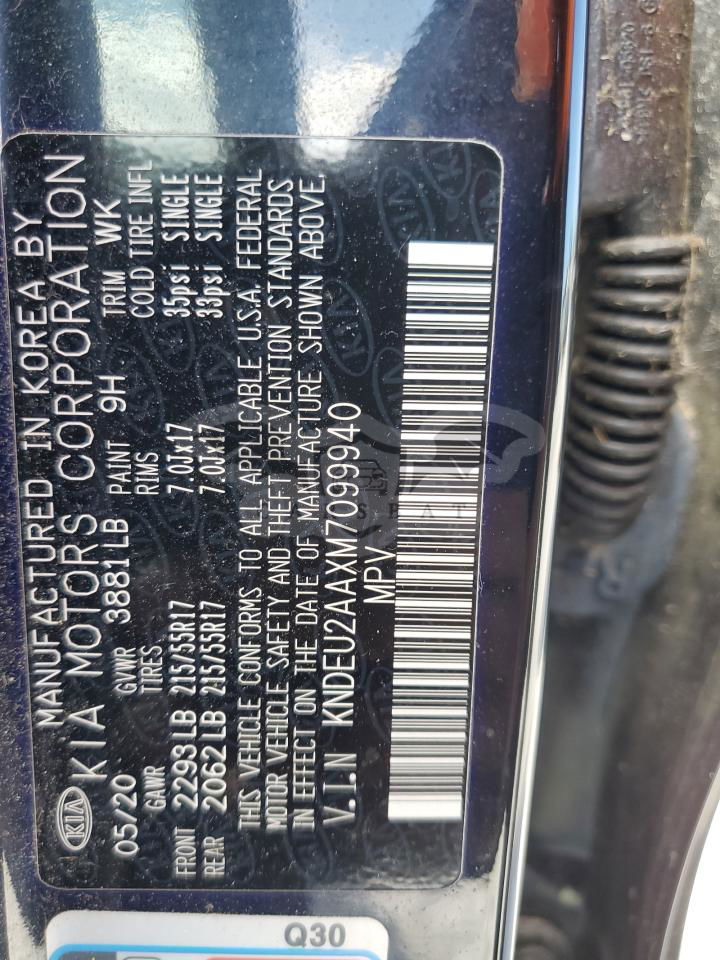 MANUFACTURED IN KOREA BY
KIA KIA MOTORS CORPORATION
05/20 GVWR 3881LB PAINT 9H TRIM WK
GAWR TIRES RIMS COLD TIRE INFL
FRONT 2293LB 215/55R17 7.0Jx17 35psi SINGLE
REAR 2062LB 215/55R17 7.0Jx17 33psi SINGLE
THIS VEHICLE CONFORMS TO ALL APPLICABLE U.S.A. FEDERAL
MOTOR VEHICLE SAFETY AND THEFT PREVENTION STANDARDS
IN EFFECT ON THE DATE OF MANUFACTURE SHOWN ABOVE.
V.I.N KNDEU2AAXM7099940
MPV
Q30